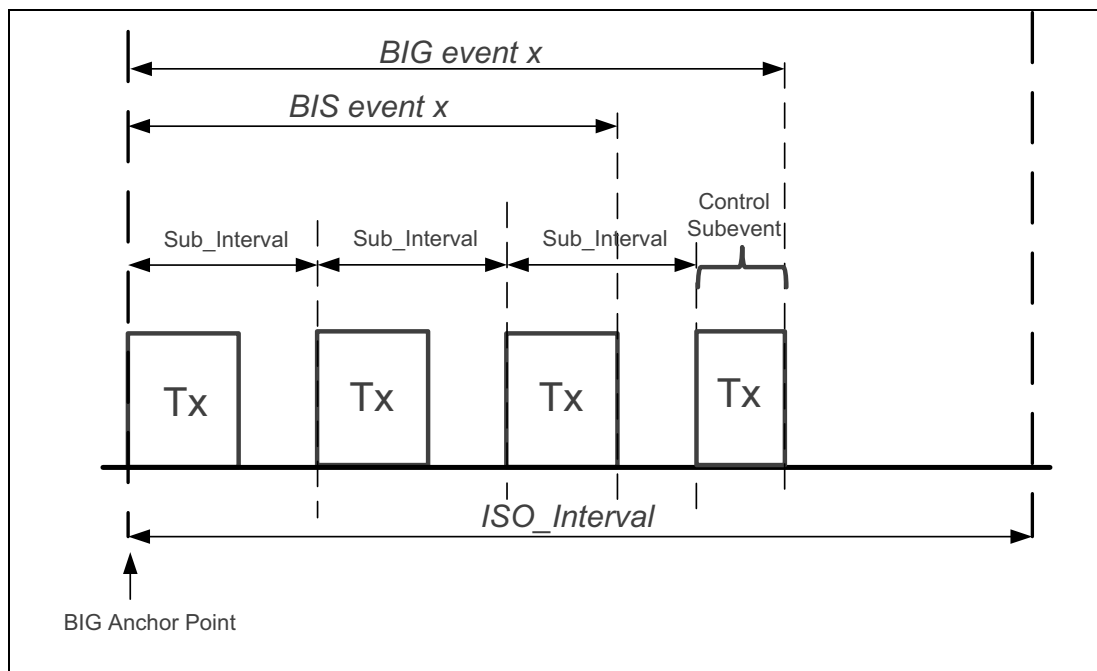 BIG event x
BIS event x
Control
Subevent
Sub_Interval
Sub_Interval
Sub_Interval
Tx
Tx
Tx
Tx
ISO_Interval
BIG Anchor Point